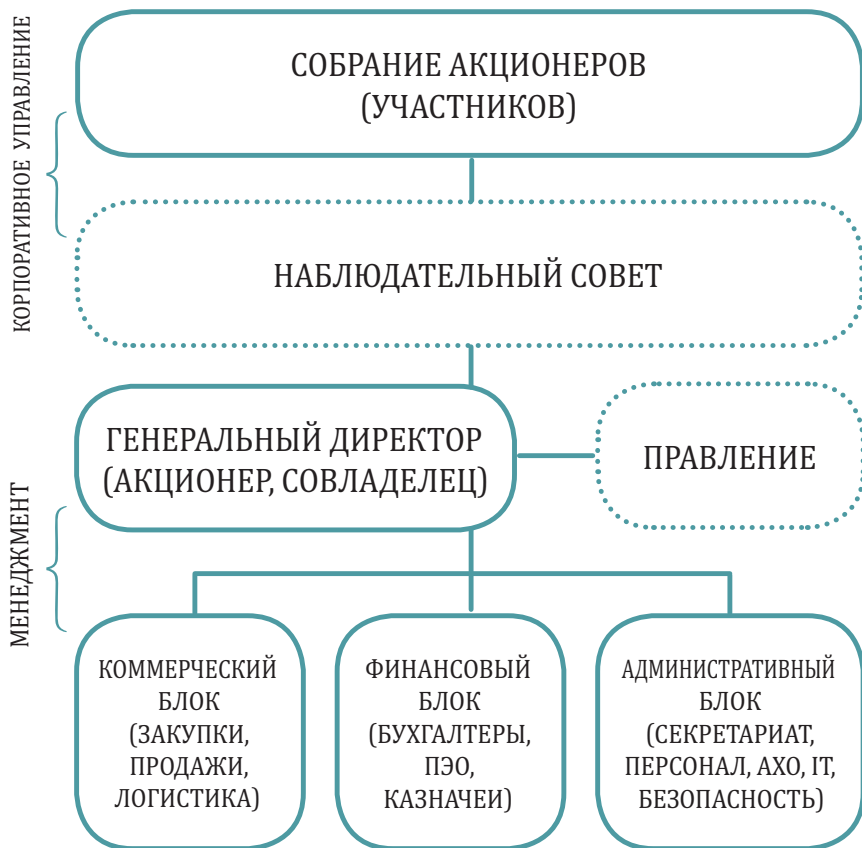 КОРПОРАТИВНОЕ УПРАВЛЕНИЕ
СОБРАНИЕ АКЦИОНЕРОВ
(УЧАСТНИКОВ)
НАБЛЮДАТЕЛЬНЫЙ СОВЕТ
МЕНЕДЖМЕНТ
ГЕНЕРАЛЬНЫЙ ДИРЕКТОР
(АКЦИОНЕР, СОВЛАДЕЛЕЦ)
ПРАВЛЕНИЕ
КОММЕРЧЕСКИЙ
БЛОК
(ЗАКУПКИ,
ПРОДАЖИ,
ЛОГИСТИКА)
ФИНАНСОВЫЙ
БЛОК
(БУХГАЛТЕРЫ,
ПЭО,
КАЗНАЧЕИ)
АДМИНИСТРАТИВНЫЙ
БЛОК
(СЕКРЕТАРИАТ,
ПЕРСОНАЛ, АХО, IT,
БЕЗОПАСНОСТЬ)